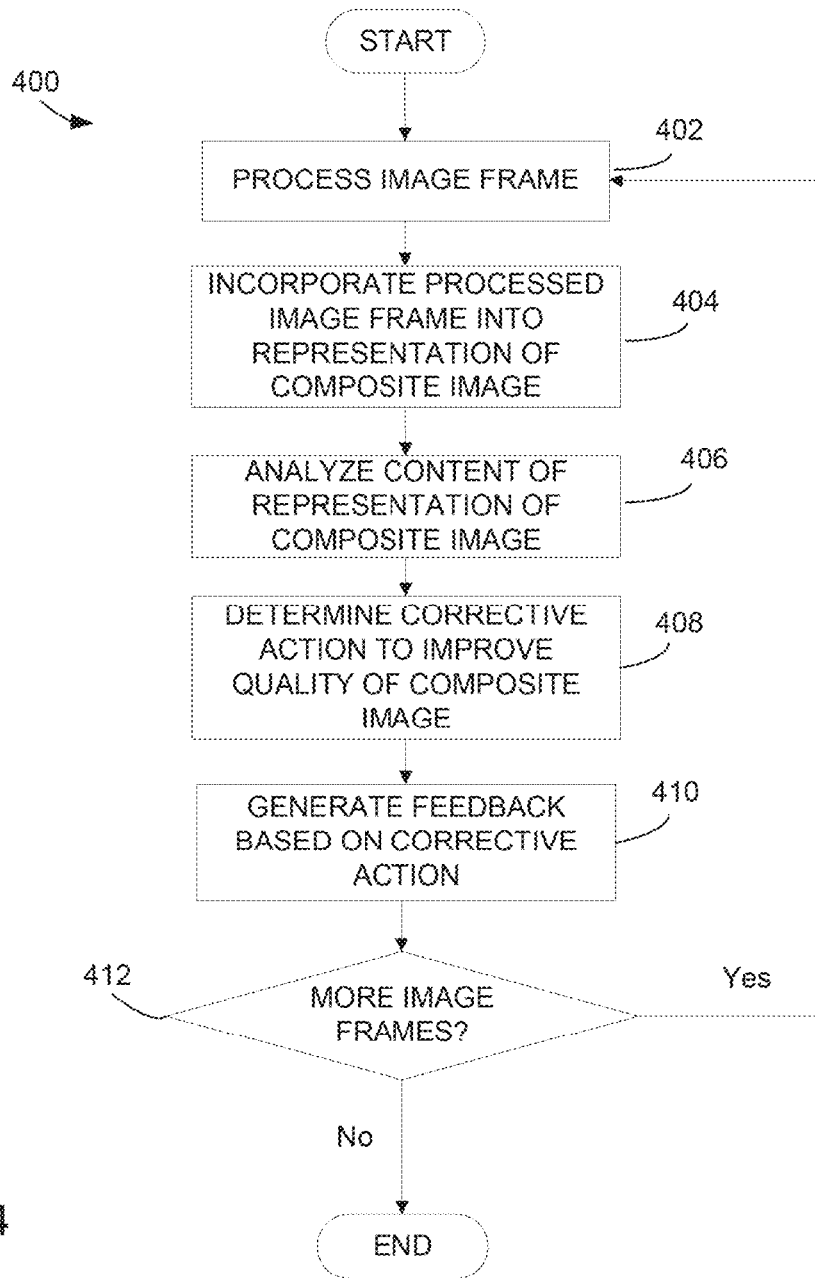 START
400
402
PROCESS IMAGE FRAME
INCORPORATE PROCESSED
IMAGE FRAME INTO
REPRESENTATION OF
COMPOSITE IMAGE
404
ANALYZE CONTENT OF
REPRESENTATION OF
COMPOSITE IMAGE
406
DETERMINE CORRECTIVE
ACTION TO IMPROVE
QUALITY OF COMPOSITE
IMAGE
408
GENERATE FEEDBACK
BASED ON CORRECTIVE
ACTION
410
412
MORE IMAGE
FRAMES?
Yes
No
4
END